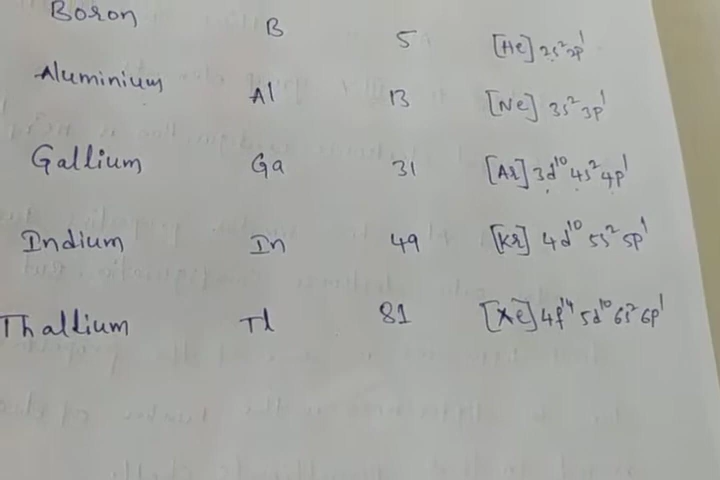 Boron B 5 [He] 2s² 2p¹
Aluminium Al 13 [Ne] 3s² 3p¹
Gallium Ga 31 [Ar] 3d¹⁰ 4s² 4p¹
Indium In 49 [Kr] 4d¹⁰ 5s² 5p¹
Thallium Tl 81 [Xe] 4f¹⁴ 5d¹⁰ 6s² 6p¹